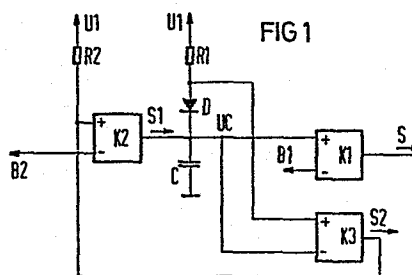 U1
U1
FIG 1
R2
R1
D
S1
UC
S
+
K2
-
+
K1
-
B1
B2
C
S2
+
K3
-